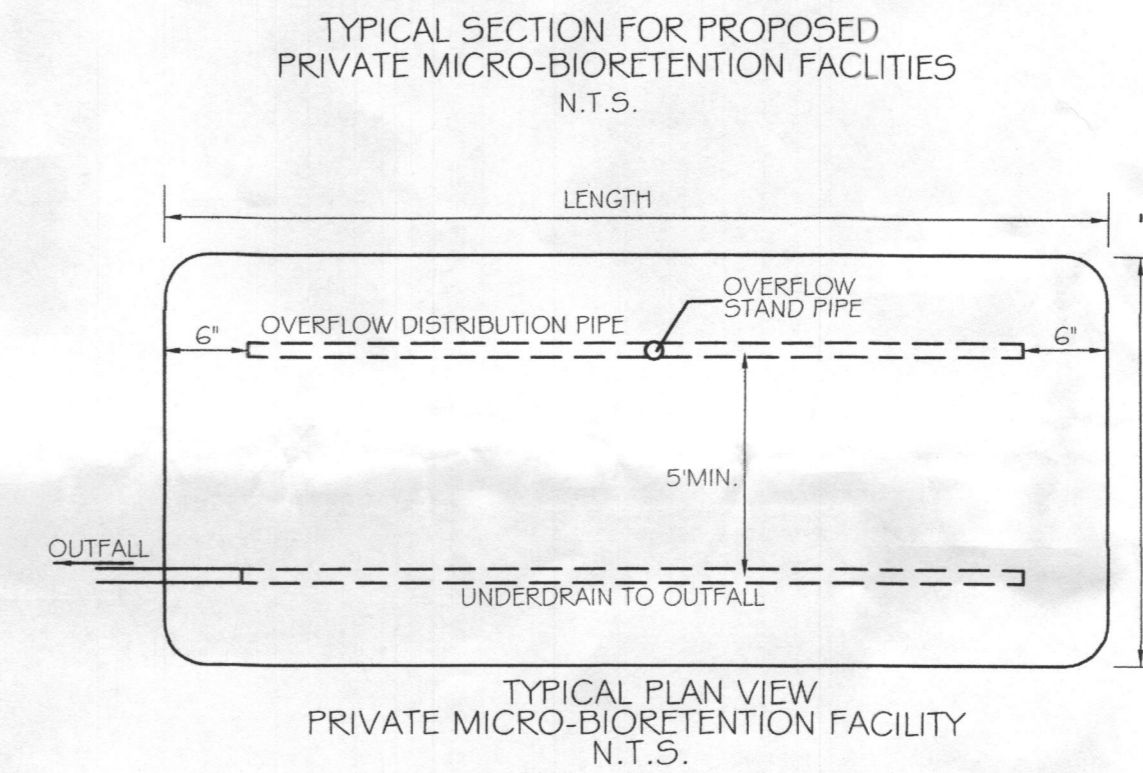 TYPICAL SECTION FOR PROPOSED
PRIVATE MICRO-BIORETENTION FACLITIES
N.T.S.
LENGTH
OVERFLOW
STAND PIPE
6" OVERFLOW DISTRIBUTION PIPE 6"
5'MIN.
OUTFALL
UNDERDRAIN TO OUTFALL
TYPICAL PLAN VIEW
PRIVATE MICRO-BIORETENTION FACILITY
N.T.S.